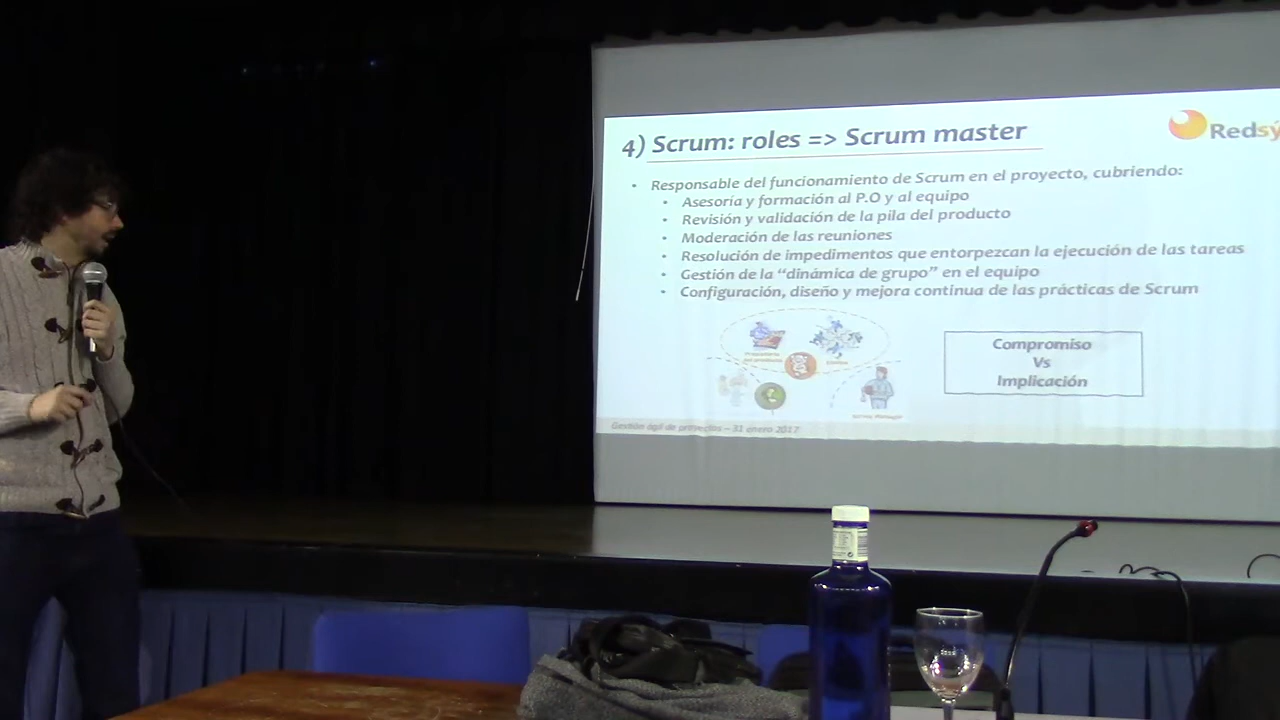 4) Scrum: roles => Scrum master
Redsy
• Responsable del funcionamiento de Scrum en el proyecto, cubriendo:
• Asesoría y formación al P.O y al equipo
• Revisión y validación de la pila del producto
• Moderación de las reuniones
• Resolución de impedimentos que entorpezcan la ejecución de las tareas
• Gestión de la “dinámica de grupo” en el equipo
• Configuración, diseño y mejora contínua de las prácticas de Scrum
Compromiso
Vs
Implicación
Gestión ágil de proyectos – 31 enero 2017